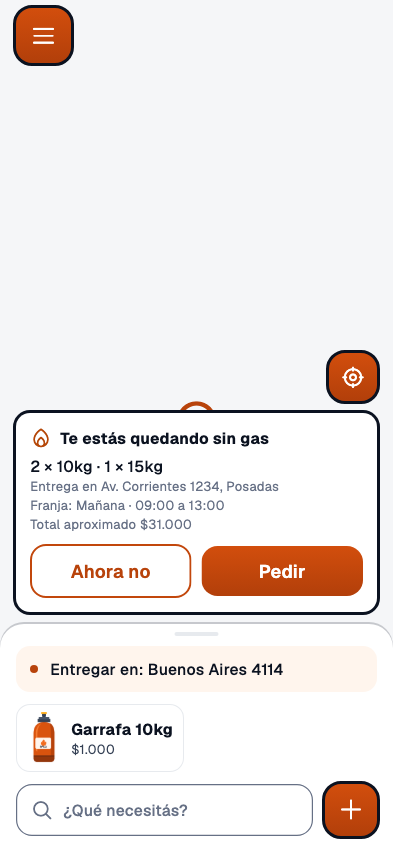 Te estás quedando sin gas
2 × 10kg · 1 × 15kg
Entrega en Av. Corrientes 1234, Posadas
Franja: Mañana · 09:00 a 13:00
Total aproximado $31.000
Ahora no
Pedir
Entregar en: Buenos Aires 4114
Garrafa 10kg
$1.000
¿Qué necesitás?